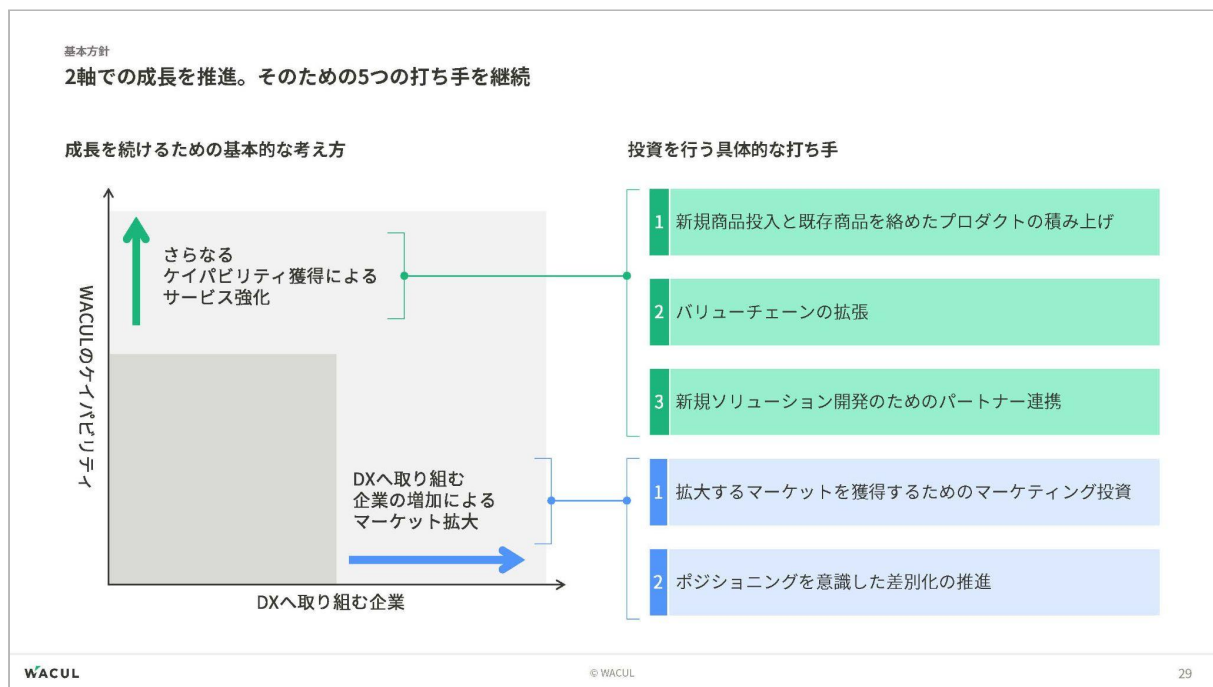 基本方針
2軸での成長を推進。そのための5つの打ち手を継続
成長を続けるための基本的な考え方
WACULのケイパビリティ
さらなる
ケイパビリティ獲得による
サービス強化
DXへ取り組む
企業の増加による
マーケット拡大
DXへ取り組む企業
投資を行う具体的な打ち手
1 新規商品投入と既存商品を絡めたプロダクトの積み上げ
2 バリューチェーンの拡張
3 新規ソリューション開発のためのパートナー連携
1 拡大するマーケットを獲得するためのマーケティング投資
2 ポジショニングを意識した差別化の推進
WACUL
© WACUL
29